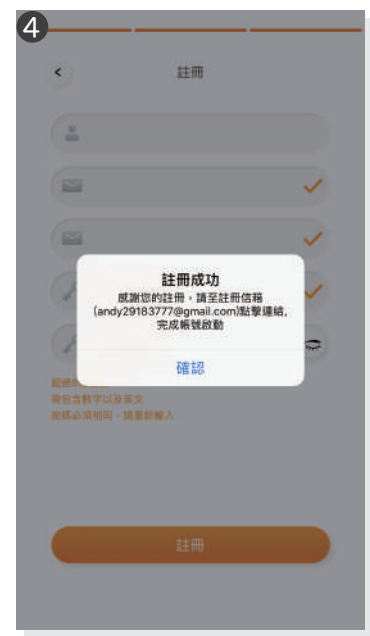 4
註冊
註冊成功
感謝您的註冊，請至註冊信箱
(andy29183777@gmail.com)點擊連結,
完成帳號啟動
確認
需包含數字以及英文
密碼必須相同，請重新輸入
註冊